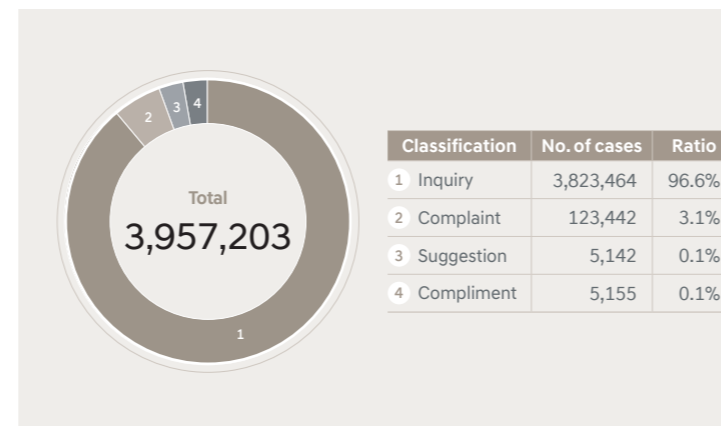 2
3
4
Total
3,957,203
1
Classification No. of cases Ratio
1 Inquiry 3,823,464 96.6%
2 Complaint 123,442 3.1%
3 Suggestion 5,142 0.1%
4 Compliment 5,155 0.1%